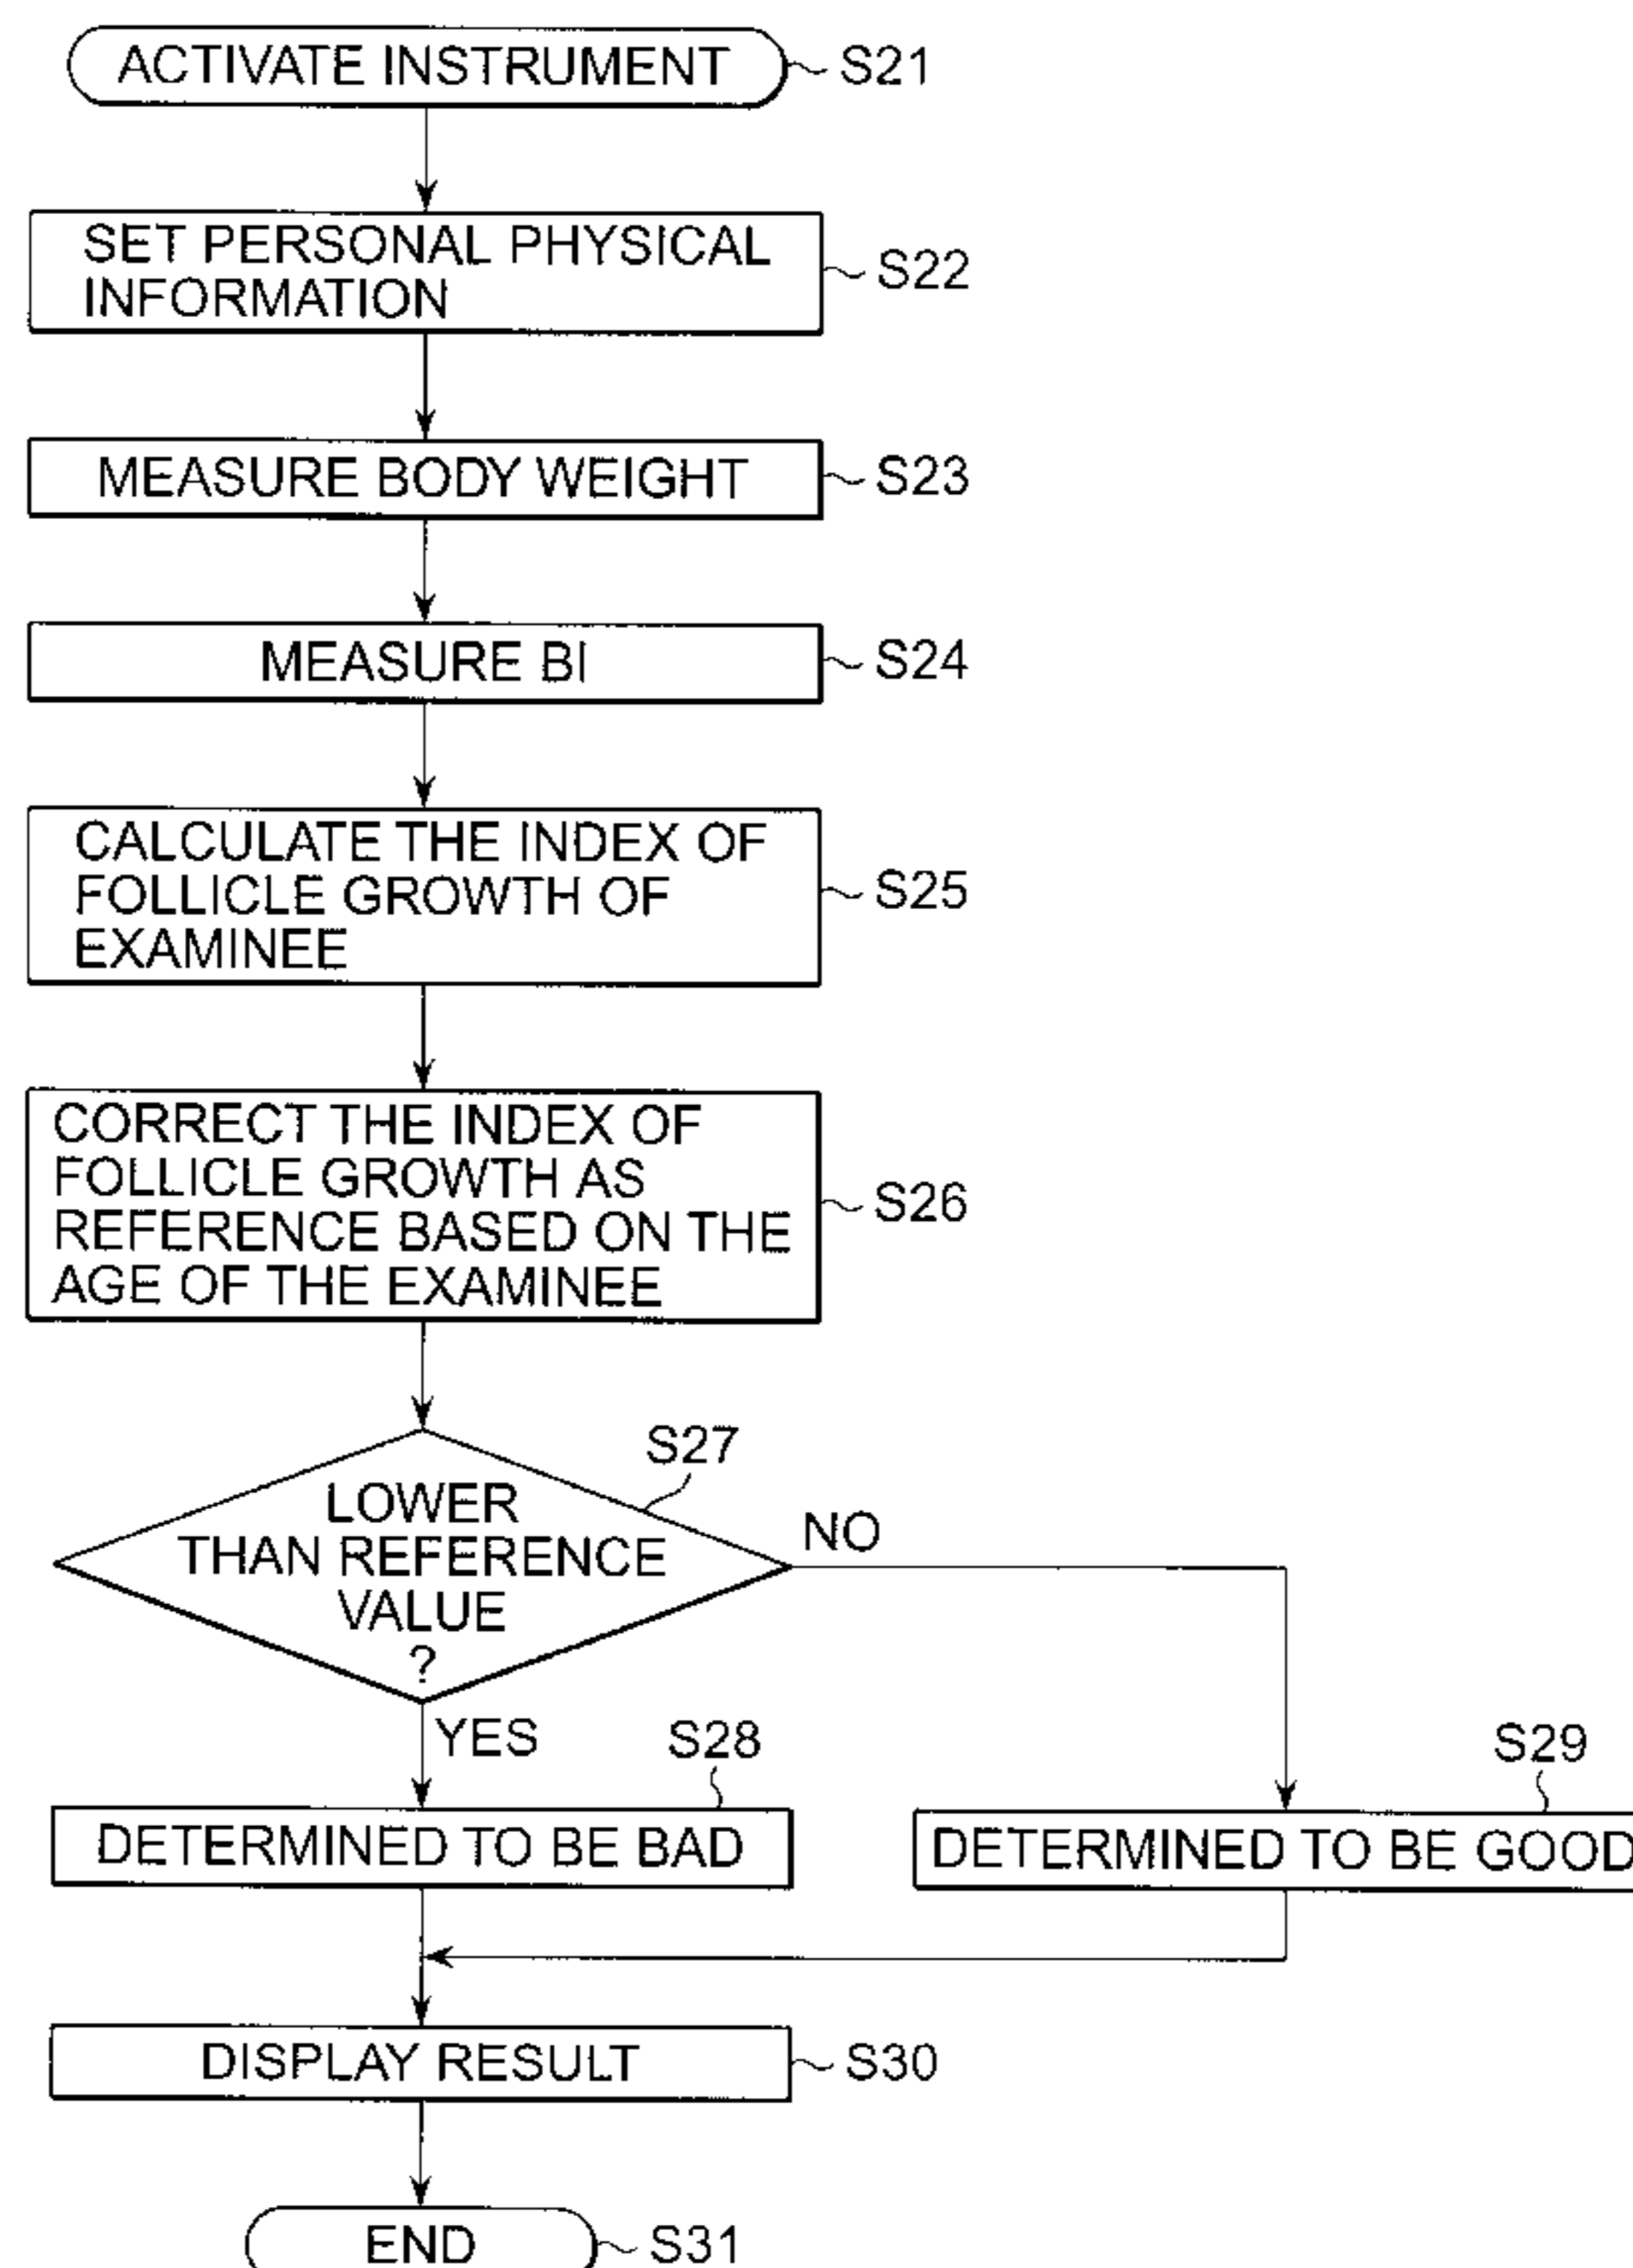 ACTIVATE INSTRUMENT
S21
SET PERSONAL PHYSICAL
INFORMATION
S22
MEASURE BODY WEIGHT
S23
MEASURE BI
S24
CALCULATE THE INDEX OF
FOLLICLE GROWTH OF
EXAMINEE
S25
CORRECT THE INDEX OF
FOLLICLE GROWTH AS
REFERENCE BASED ON THE
AGE OF THE EXAMINEE
S26
S27
LOWER
THAN REFERENCE
VALUE
?
NO
YES
S28
DETERMINED TO BE BAD
S29
DETERMINED TO BE GOOD
DISPLAY RESULT
S30
END
S31